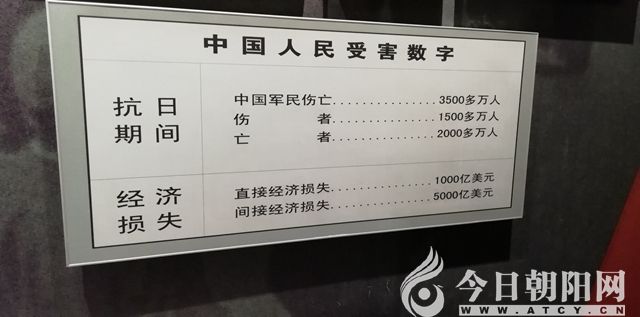 中国人民受害数字
抗日
期间
中国军民伤亡..................3500多万人
伤者..................1500多万人
亡者..................2000多万人
经济
损失
直接经济损失..................1000亿美元
间接经济损失..................5000亿美元
今日朝阳网
WWW.ATCY.CN